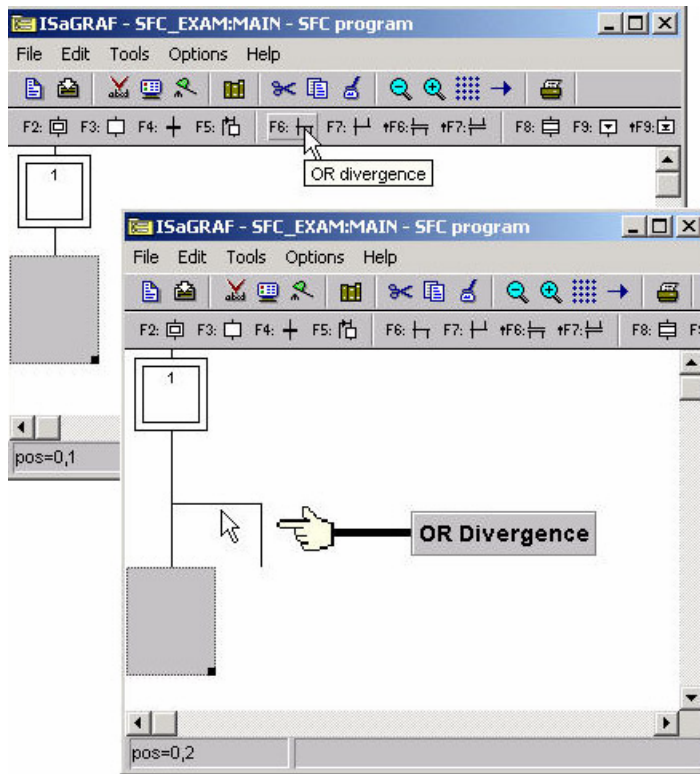 ISaGRAF - SFC_EXAM:MAIN - SFC program
File Edit Tools Options Help
F2: F3: F4: F5: F6: F7: ↑F6: ↑F7: F8: F9: ↑F9:
OR divergence
1
pos=0,1
ISaGRAF - SFC_EXAM:MAIN - SFC program
File Edit Tools Options Help
F2: F3: F4: F5: F6: F7: ↑F6: ↑F7: F8:
1
OR Divergence
pos=0,2